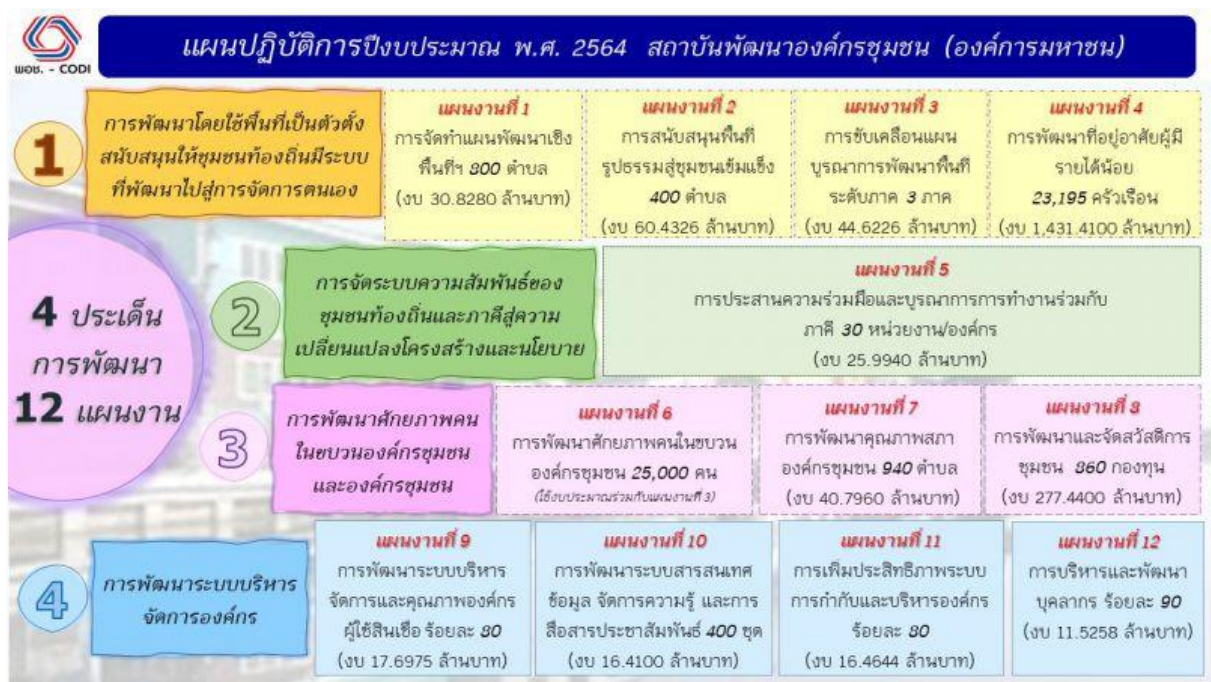 พอช. - CODI
แผนปฏิบัติการปีงบประมาณ พ.ศ. 2564 สถาบันพัฒนาองค์กรชุมชน (องค์การมหาชน)
1
การพัฒนาโดยใช้พื้นที่เป็นตัวตั้ง
สนับสนุนให้ชุมชนท้องถิ่นมีระบบ
ที่พัฒนาไปสู่การจัดการตนเอง
แผนงานที่ 1
การจัดทำแผนพัฒนาเชิง
พื้นที่ฯ 800 ตำบล
(งบ 30.8280 ล้านบาท)
แผนงานที่ 2
การสนับสนุนพื้นที่
รูปธรรมสู่ชุมชนเข้มแข็ง
400 ตำบล
(งบ 60.4326 ล้านบาท)
แผนงานที่ 3
การขับเคลื่อนแผน
บูรณาการพัฒนาพื้นที่
ระดับภาค 3 ภาค
(งบ 44.6226 ล้านบาท)
แผนงานที่ 4
การพัฒนาที่อยู่อาศัยผู้มี
รายได้น้อย
23,195 ครัวเรือน
(งบ 1,431.4100 ล้านบาท)
4 ประเด็น
การพัฒนา
12 แผนงาน
2
การจัดระบบความสัมพันธ์ของ
ชุมชนท้องถิ่นและภาคีสู่ความ
เปลี่ยนแปลงโครงสร้างและนโยบาย
แผนงานที่ 5
การประสานความร่วมมือและบูรณาการการทำงานร่วมกับ
ภาคี 30 หน่วยงาน/องค์กร
(งบ 25.9940 ล้านบาท)
3
การพัฒนาศักยภาพคน
ในขบวนองค์กรชุมชน
และองค์กรชุมชน
แผนงานที่ 6
การพัฒนาศักยภาพคนในขบวน
องค์กรชุมชน 25,000 คน
(ใช้งบประมาณร่วมกับแผนงานที่ 3)
แผนงานที่ 7
การพัฒนาคุณภาพสภา
องค์กรชุมชน 940 ตำบล
(งบ 40.7960 ล้านบาท)
แผนงานที่ 8
การพัฒนาและจัดสวัสดิการ
ชุมชน 860 กองทุน
(งบ 277.4400 ล้านบาท)
4
การพัฒนาระบบบริหาร
จัดการองค์กร
แผนงานที่ 9
การพัฒนาระบบบริหาร
จัดการและคุณภาพองค์กร
ผู้ใช้สินเชื่อ ร้อยละ 80
(งบ 17.6975 ล้านบาท)
แผนงานที่ 10
การพัฒนาระบบสารสนเทศ
ข้อมูล จัดการความรู้ และการ
สื่อสารประชาสัมพันธ์ 400 ชุด
(งบ 16.4100 ล้านบาท)
แผนงานที่ 11
การเพิ่มประสิทธิภาพระบบ
การกำกับและบริหารองค์กร
ร้อยละ 80
(งบ 16.4644 ล้านบาท)
แผนงานที่ 12
การบริหารและพัฒนา
บุคลากร ร้อยละ 90
(งบ 11.5258 ล้านบาท)